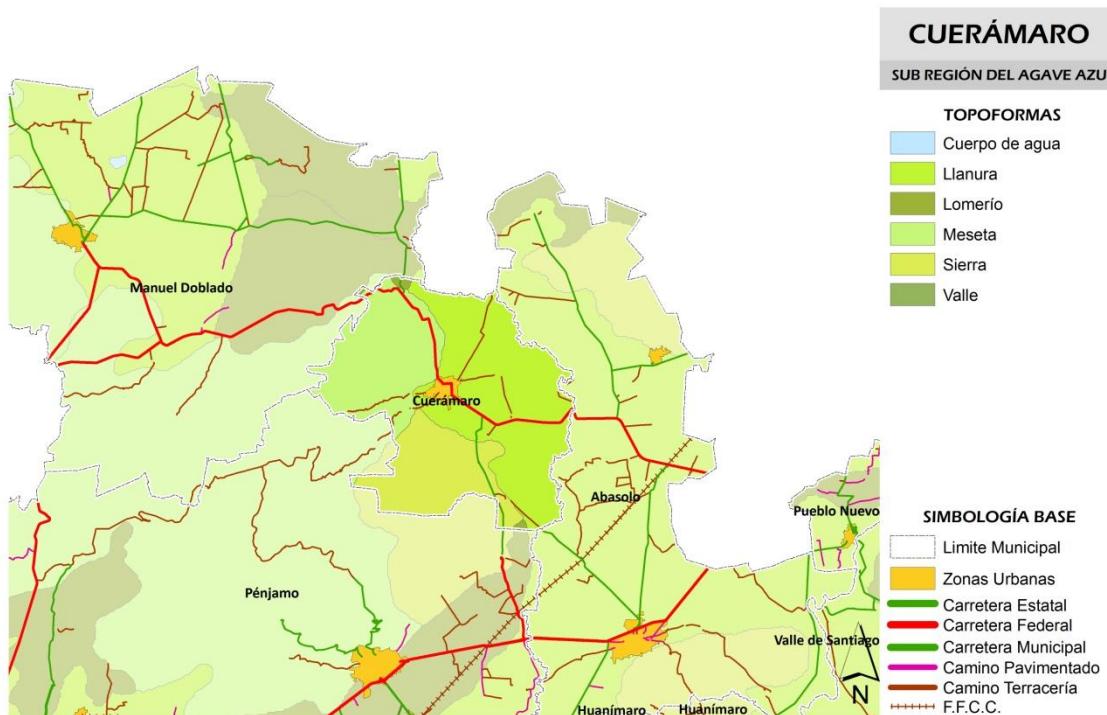 CUERÁMARO
SUB REGIÓN DEL AGAVE AZU
TOPOFORMAS
Cuerpo de agua
Llanura
Lomerío
Meseta
Sierra
Valle
Manuel Doblado
Cuerámaro
Abasolo
Pueblo Nuevo
Pénjamo
Valle de Santiago
Huanímaro
Huanímaro
SIMBOLOGÍA BASE
Limite Municipal
Zonas Urbanas
Carretera Estatal
Carretera Federal
Carretera Municipal
Camino Pavimentado
Camino Terracería
F.F.C.C.
N